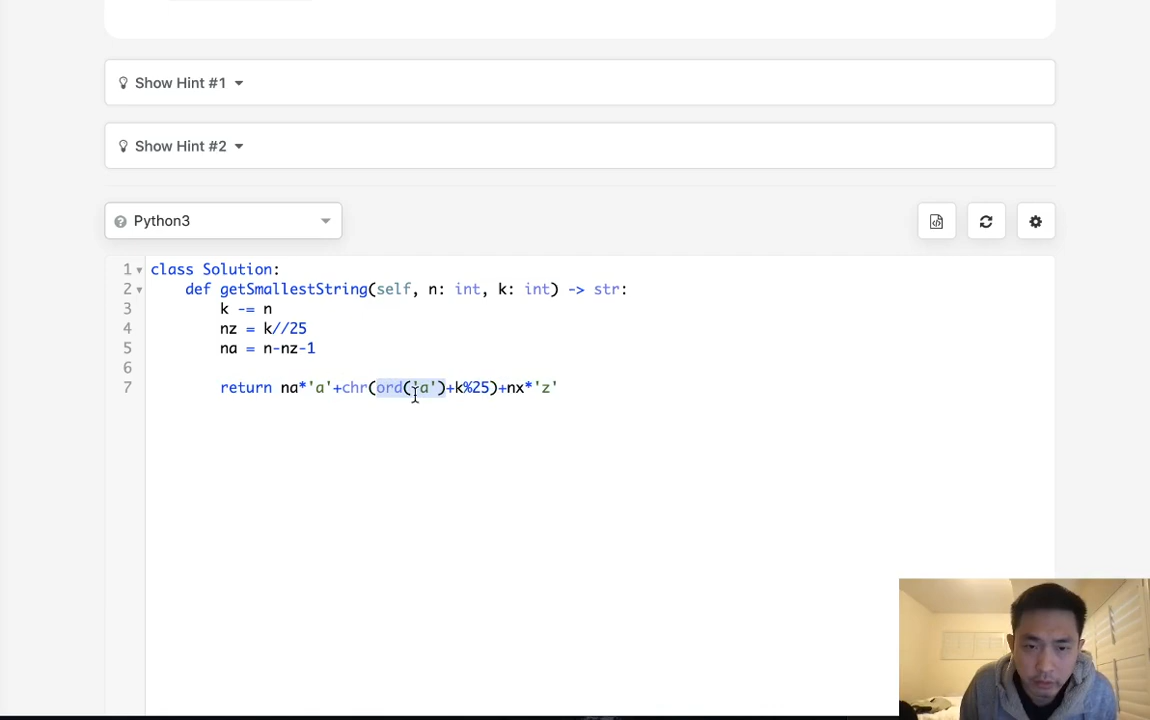 Show Hint #1
Show Hint #2
Python3
1 class Solution:
2 def getSmallestString(self, n: int, k: int) -> str:
3 k -= n
4 nz = k//25
5 na = n-nz-1
6
7 return na*'a'+chr(ord('a')+k%25)+nx*'z'